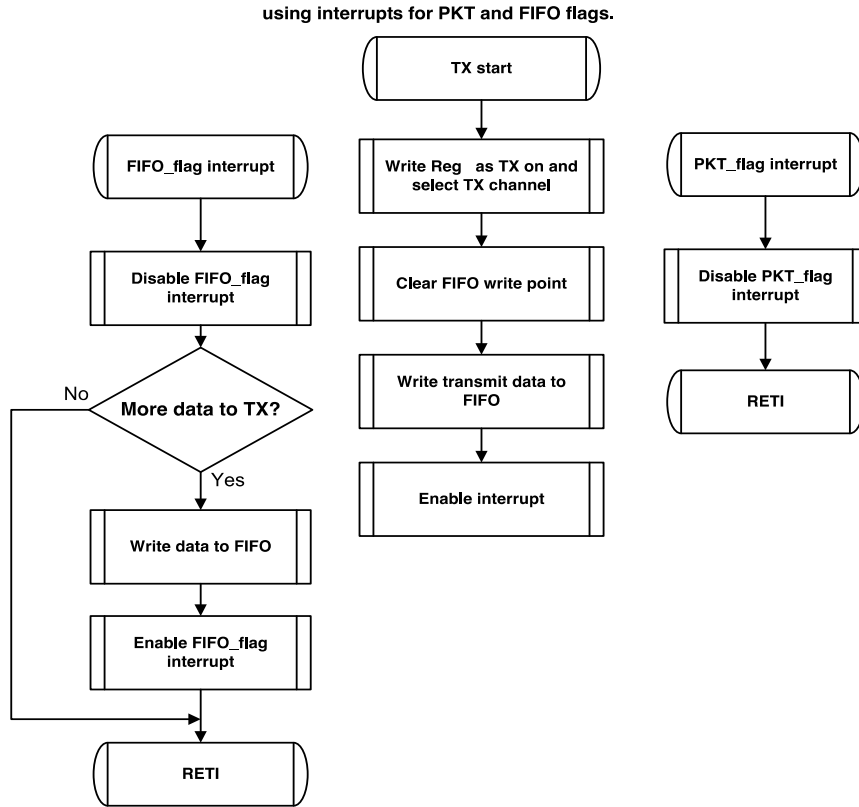 using interrupts for PKT and FIFO flags.
TX start
Write Reg as TX on and
select TX channel
Clear FIFO write point
Write transmit data to
FIFO
Enable interrupt
FIFO_flag interrupt
Disable FIFO_flag
interrupt
More data to TX?
No
Yes
Write data to FIFO
Enable FIFO_flag
interrupt
RETI
PKT_flag interrupt
Disable PKT_flag
interrupt
RETI